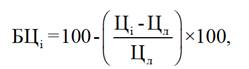 БЦi =100-(Цi -Цл / Цл)×100,